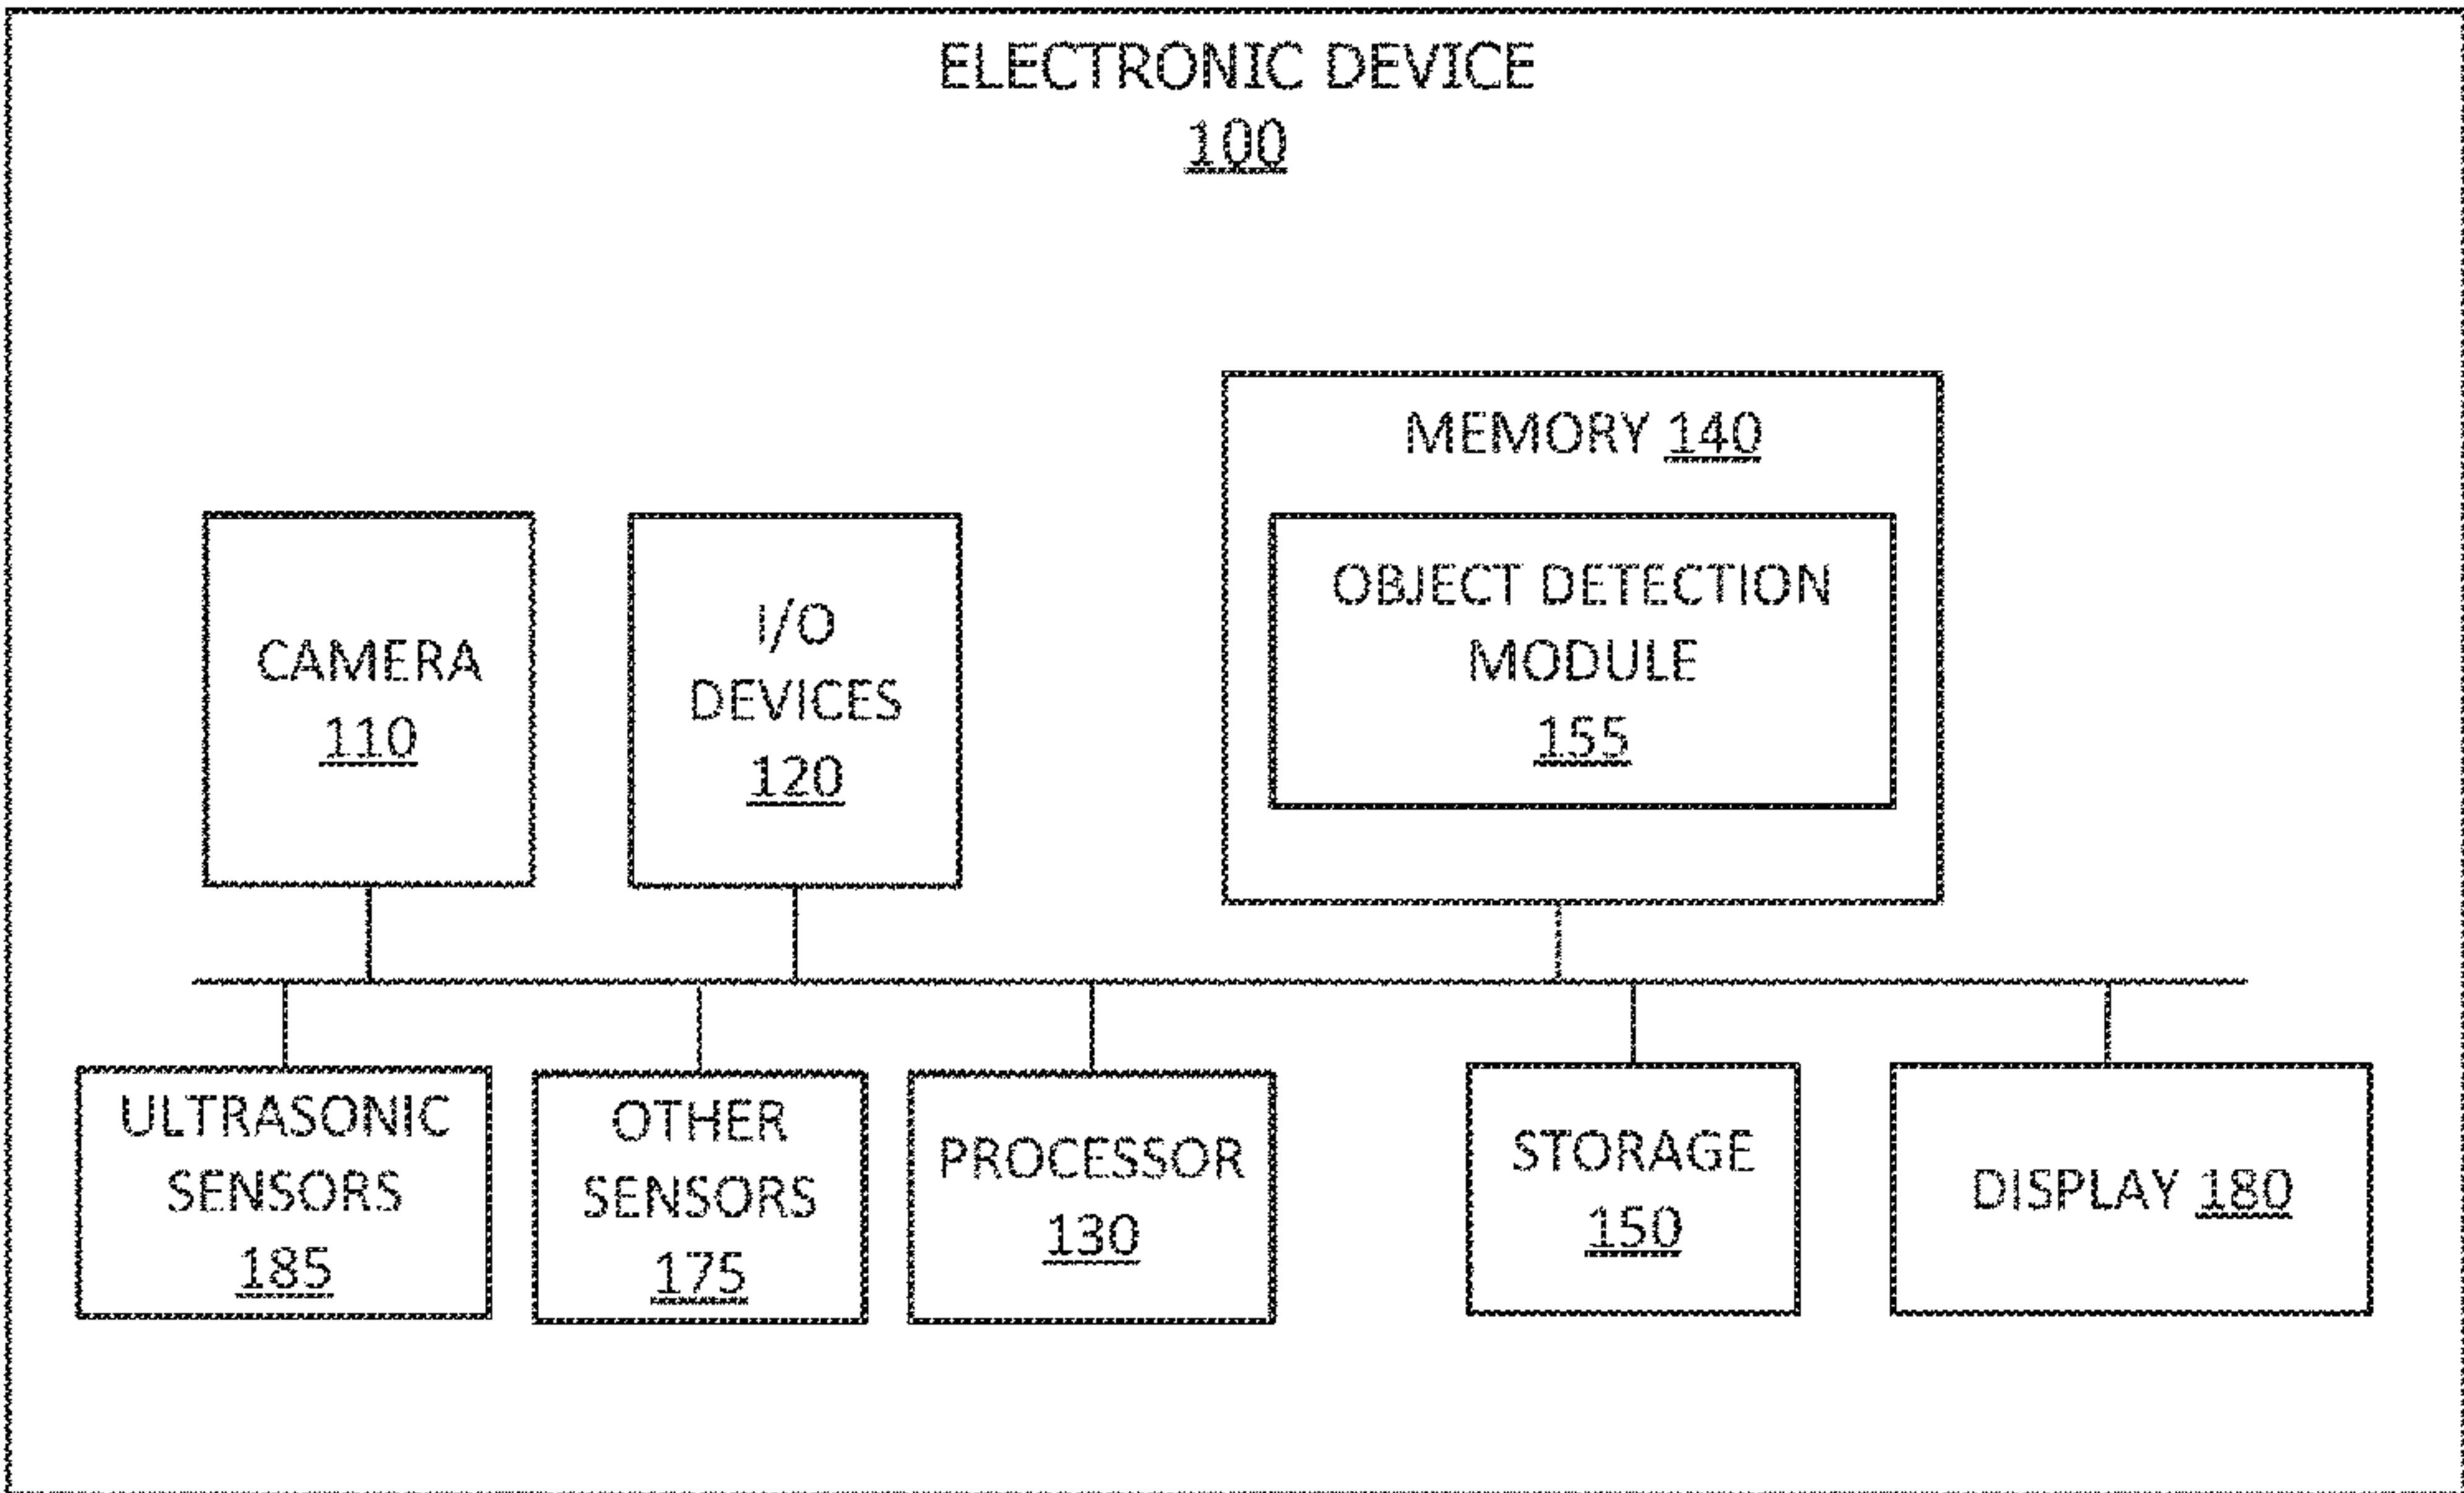 ELECTRONIC DEVICE
100
MEMORY 140
OBJECT DETECTION
MODULE
155
CAMERA
110
I/O
DEVICES
120
ULTRASONIC
SENSORS
185
OTHER
SENSORS
175
PROCESSOR
130
STORAGE
150
DISPLAY 180